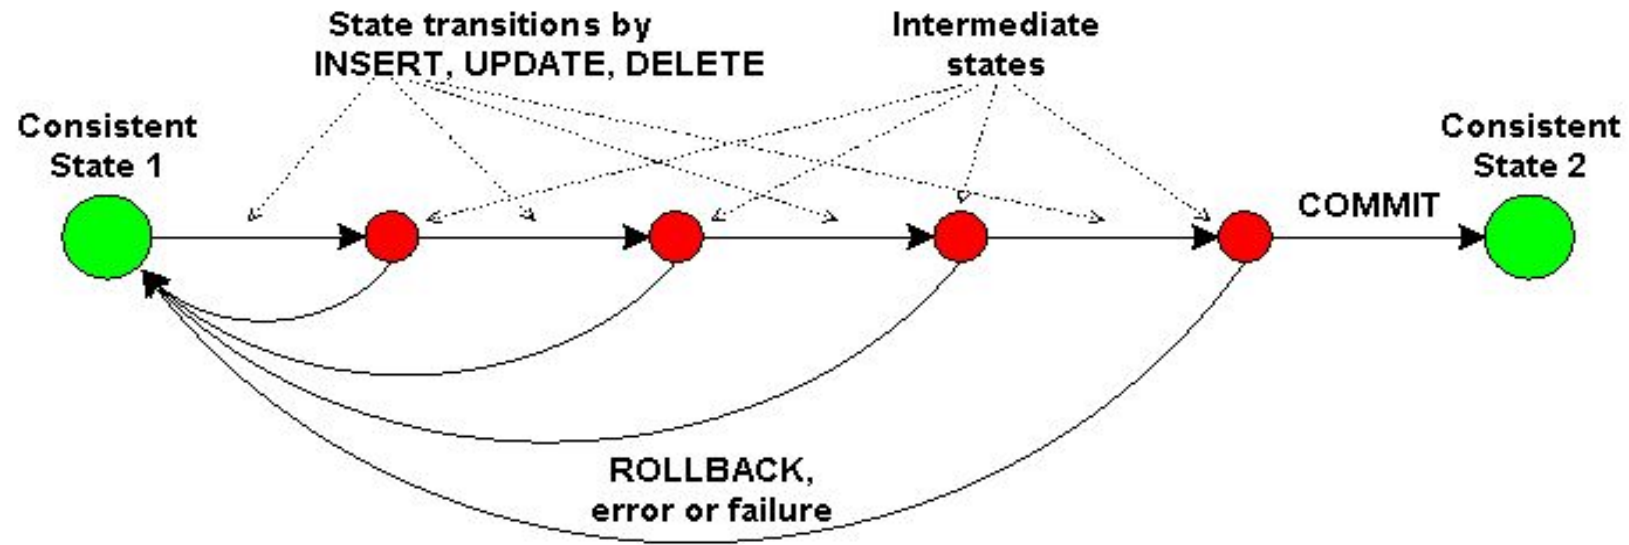 State transitions by
INSERT, UPDATE, DELETE
Intermediate
states
Consistent
State 1
Consistent
State 2
COMMIT
ROLLBACK,
error or failure